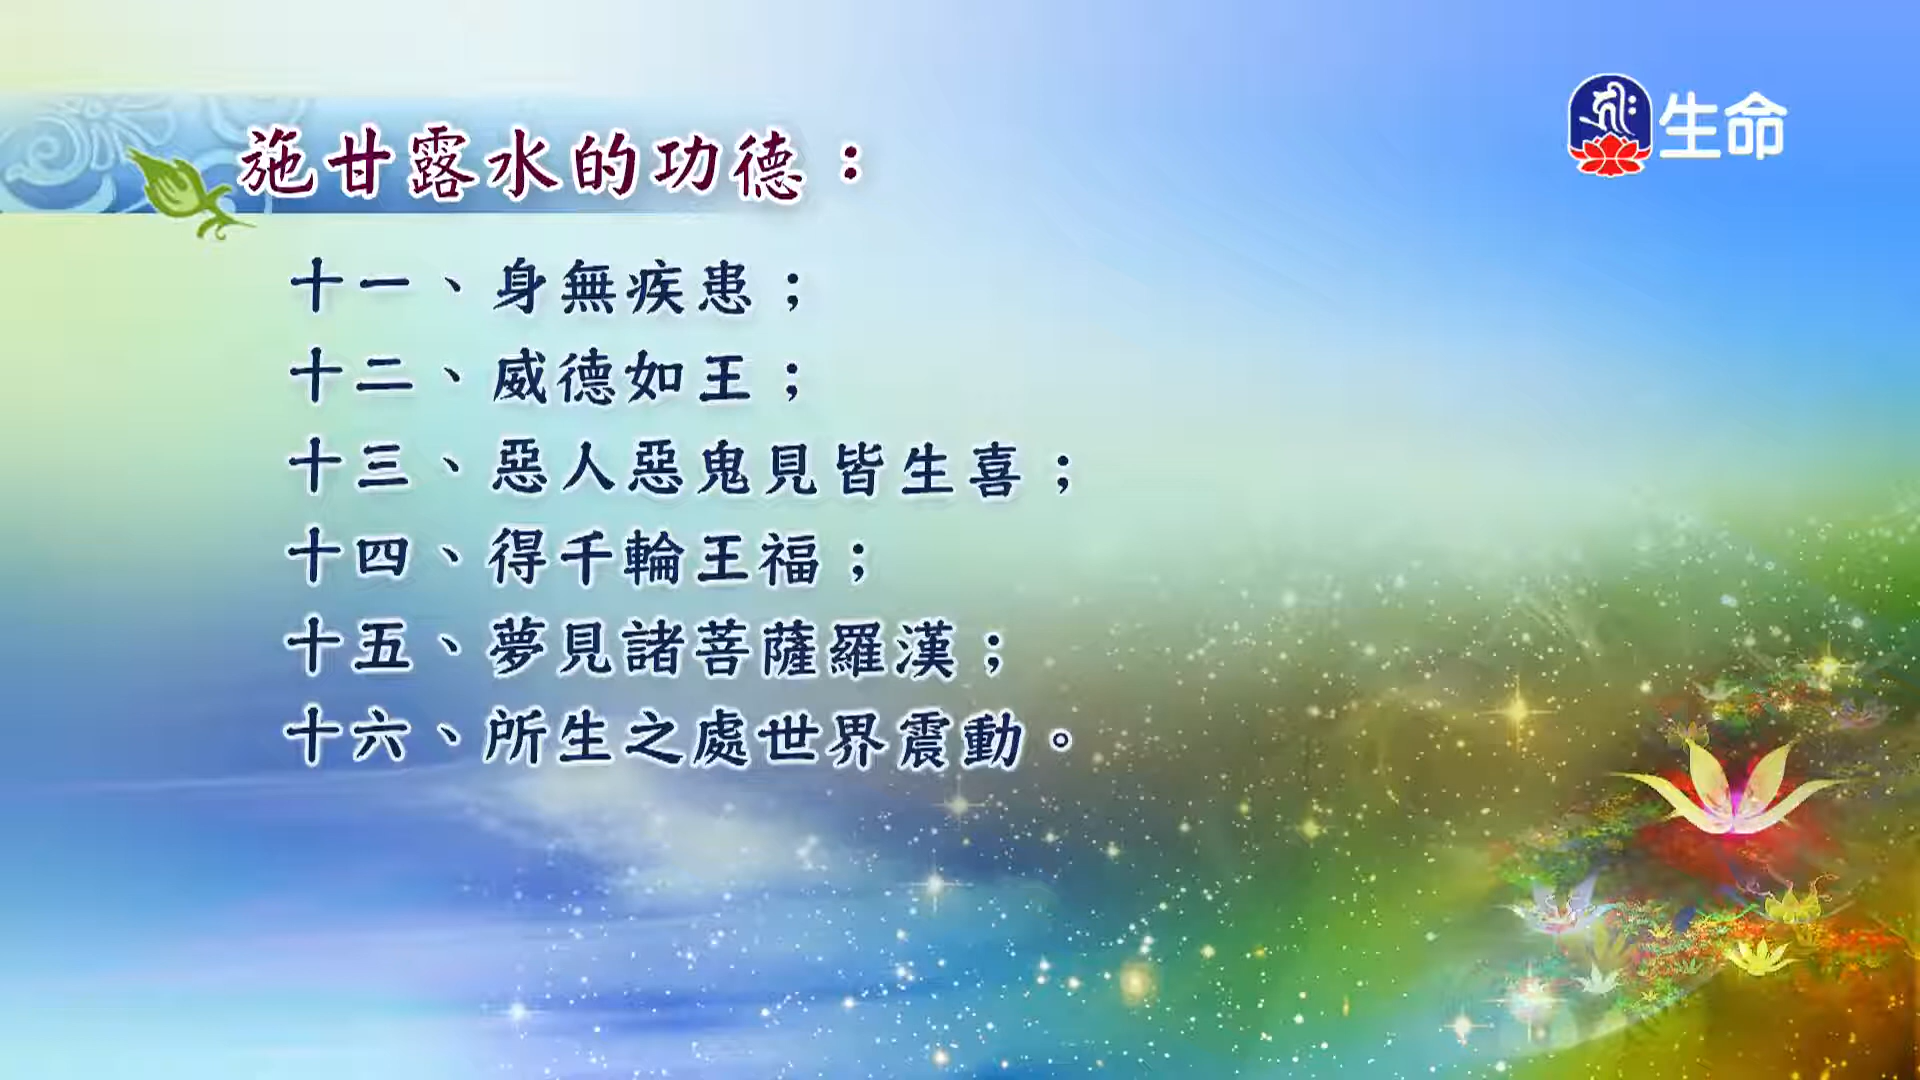 施甘露水的功德：
生命
十一、身無疾患；
十二、威德如王；
十三、惡人惡鬼見皆生喜；
十四、得千輪王福；
十五、夢見諸菩薩羅漢；
十六、所生之處世界震動。